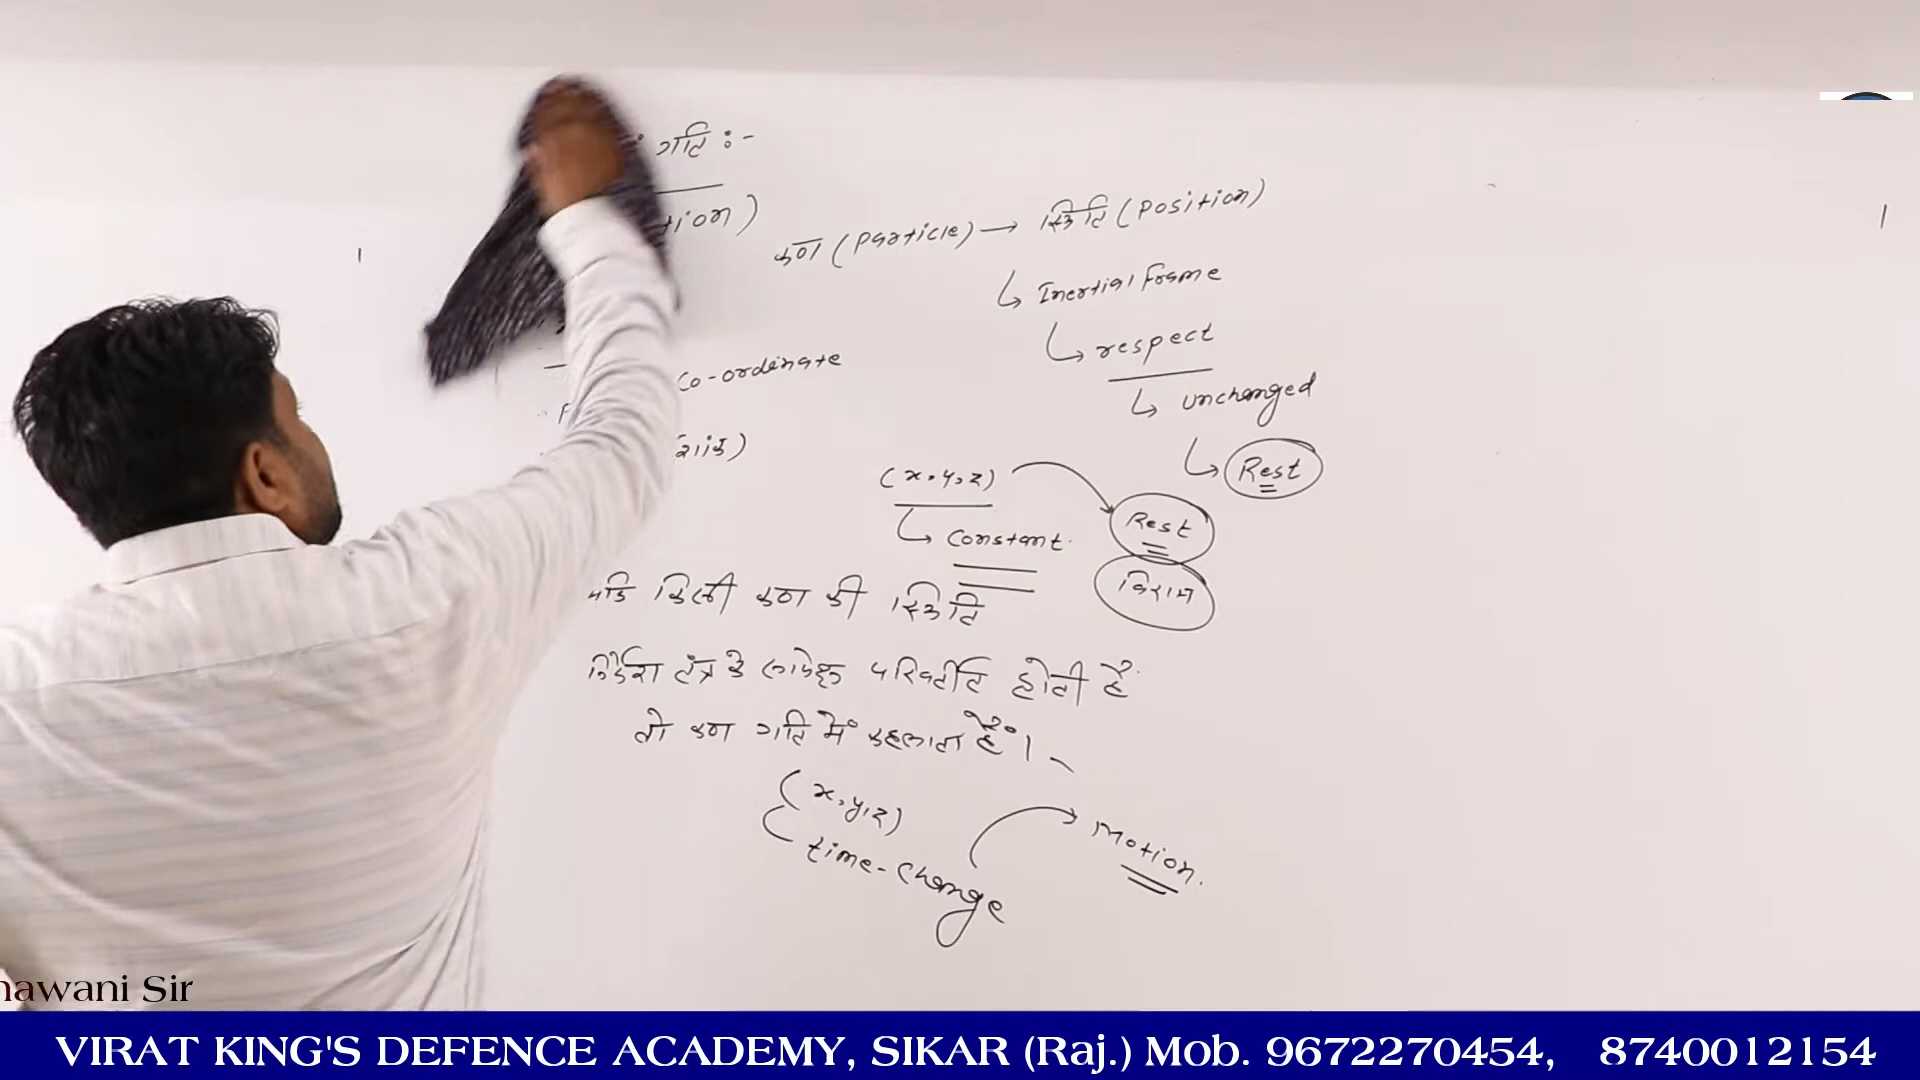 गति :-
tion)
कण (Particle) → स्थिति (Position)
↳ Inertial frame
↳ respect
↳ unchanged
↳ Rest
Co-ordinate
(x, y, z)
↳ Constant.
Rest
विराम
यदि किसी कण की स्थिति
निर्देश तंत्र के सापेक्ष परिवर्तित होती है
तो कण गति में कहलाता है।
(x, y, z)
time-change
Motion.
hawani Sir
VIRAT KING'S DEFENCE ACADEMY, SIKAR (Raj.) Mob. 9672270454, 8740012154